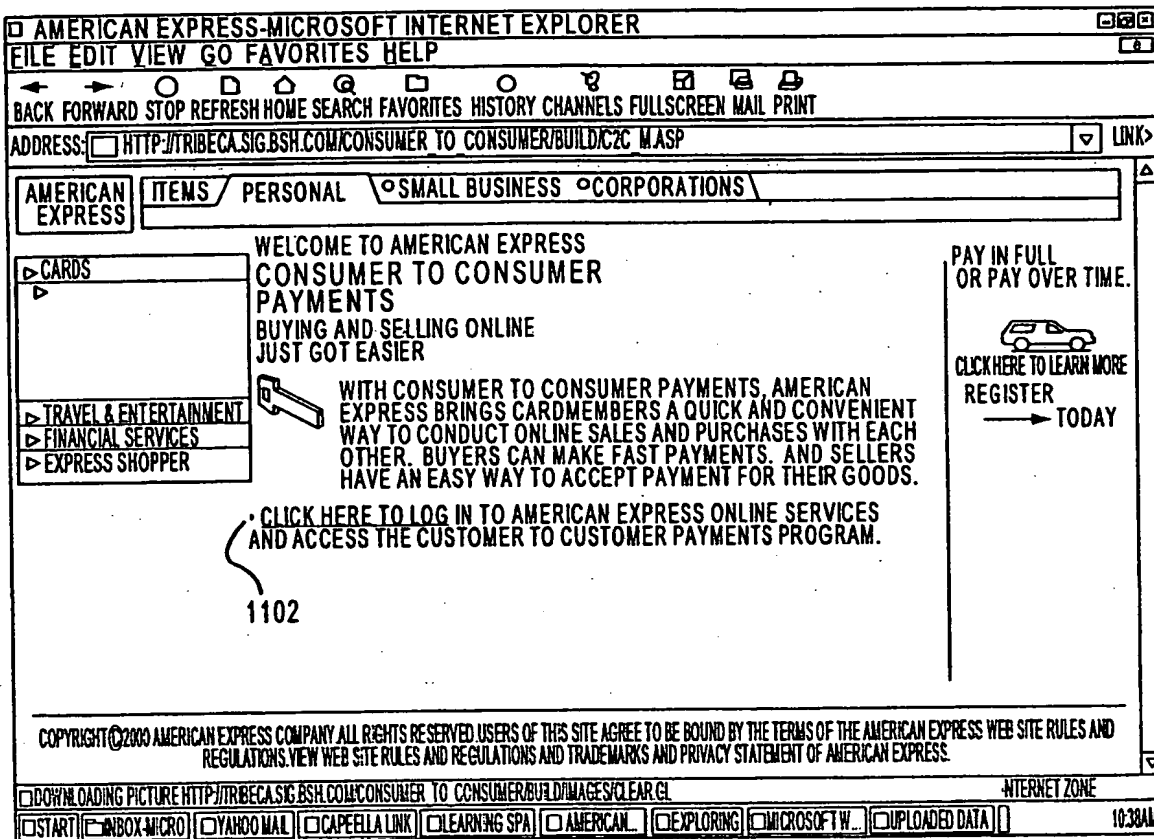 AMERICAN EXPRESS-MICROSOFT INTERNET EXPLORER
FILE EDIT VIEW GO FAVORITES HELP
BACK FORWARD STOP REFRESH HOME SEARCH FAVORITES HISTORY CHANNELS FULLSCREEN MAIL PRINT
ADDRESS: HTTP://TRIBECA.SIG.BSH.COM/CONSUMER_TO_CONSUMER/BUILD/C2C_M.ASP LINK>
AMERICAN EXPRESS
ITEMS PERSONAL SMALL BUSINESS CORPORATIONS
CARDS
TRAVEL & ENTERTAINMENT
FINANCIAL SERVICES
EXPRESS SHOPPER
WELCOME TO AMERICAN EXPRESS
CONSUMER TO CONSUMER
PAYMENTS
BUYING AND SELLING ONLINE
JUST GOT EASIER
WITH CONSUMER TO CONSUMER PAYMENTS, AMERICAN
EXPRESS BRINGS CARDMEMBERS A QUICK AND CONVENIENT
WAY TO CONDUCT ONLINE SALES AND PURCHASES WITH EACH
OTHER. BUYERS CAN MAKE FAST PAYMENTS. AND SELLERS
HAVE AN EASY WAY TO ACCEPT PAYMENT FOR THEIR GOODS.
· CLICK HERE TO LOG IN TO AMERICAN EXPRESS ONLINE SERVICES
AND ACCESS THE CUSTOMER TO CUSTOMER PAYMENTS PROGRAM.
1102
PAY IN FULL
OR PAY OVER TIME.
CLICK HERE TO LEARN MORE
REGISTER
TODAY
COPYRIGHT©2000 AMERICAN EXPRESS COMPANY ALL RIGHTS RESERVED USERS OF THIS SITE AGREE TO BE BOUND BY THE TERMS OF THE AMERICAN EXPRESS WEB SITE RULES AND
REGULATIONS.VIEW WEB SITE RULES AND REGULATIONS AND TRADEMARKS AND PRIVACY STATEMENT OF AMERICAN EXPRESS.
DOWNLOADING PICTURE HTTP://TRIBECA.SIG.BSH.COM/CONSUMER_TO_CONSUMER/BUILD/IMAGES/CLEAR.GL INTERNET ZONE
START INBOX-MICRO YAHOO MAIL CAPEELLA LINK LEARNING SPA AMERICAN... EXPLORING MICROSOFT W... UPLOADED DATA 10:38AM